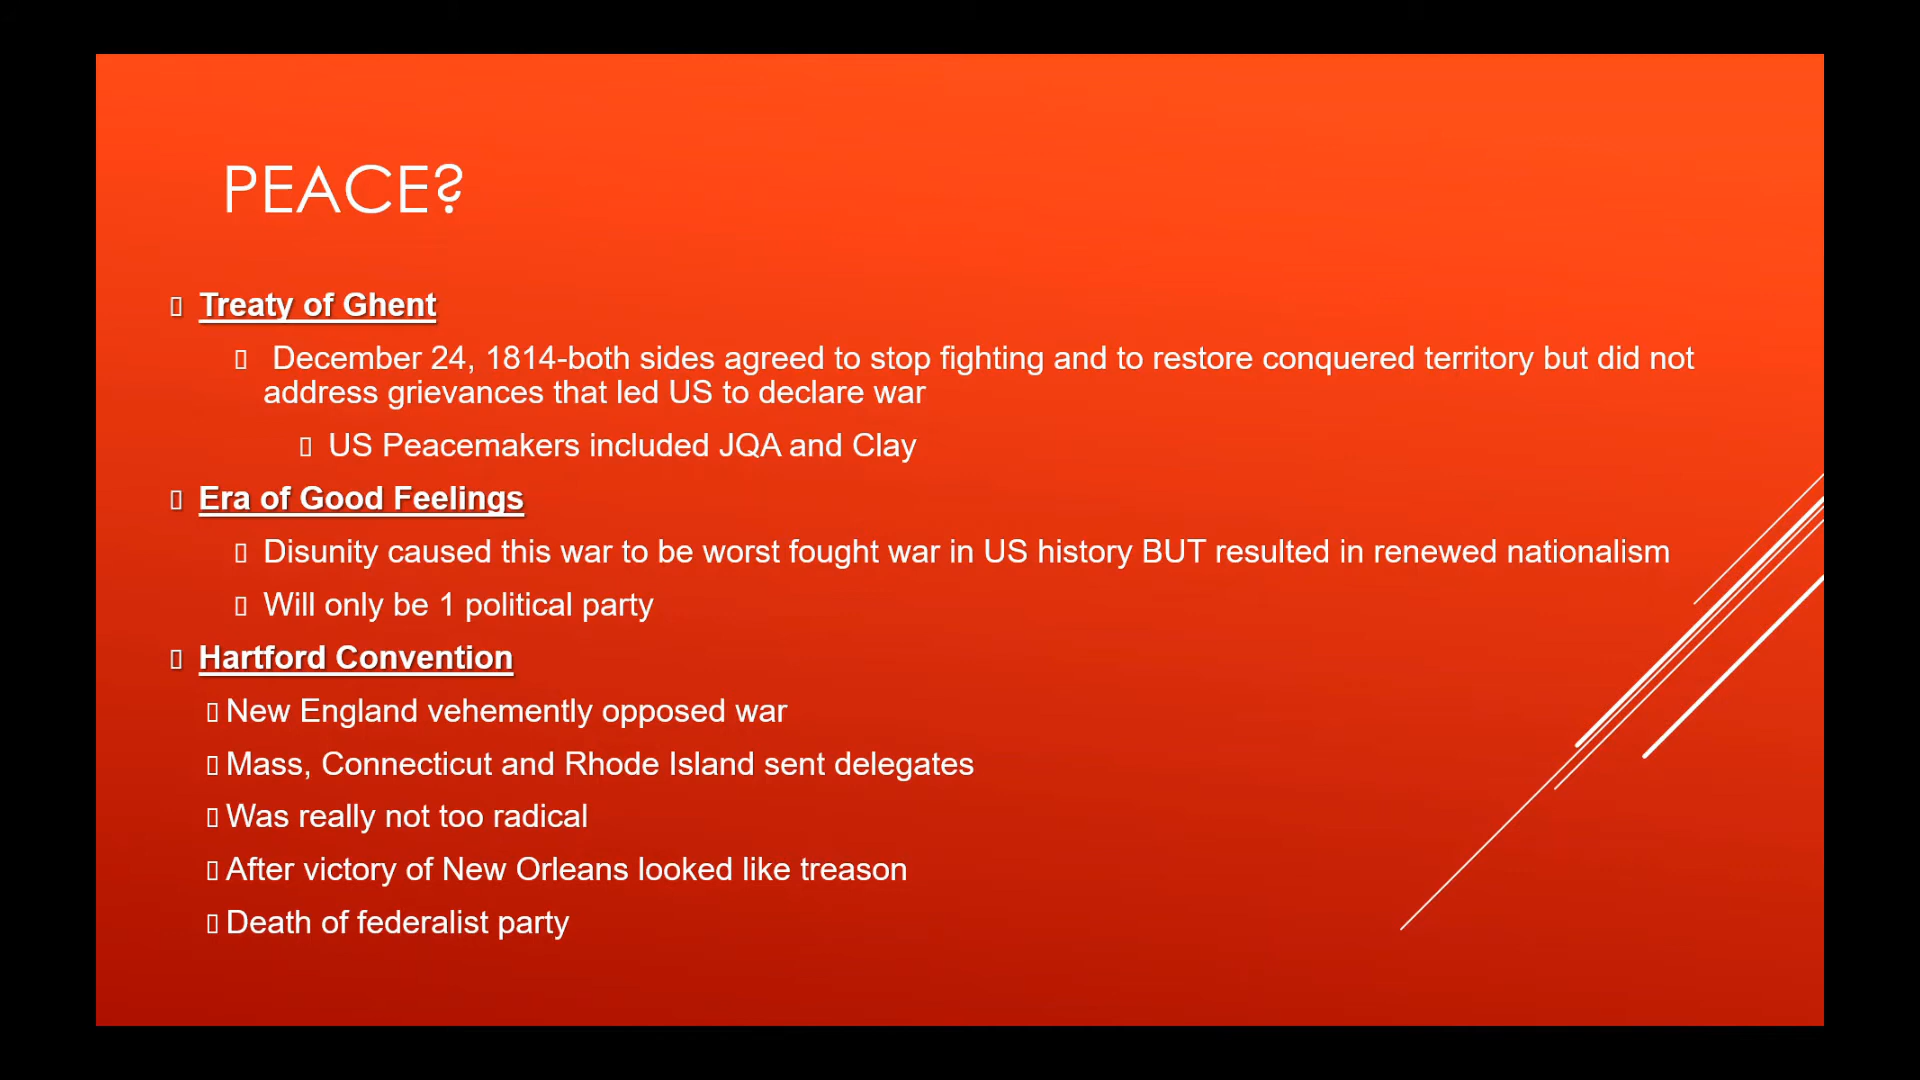 PEACE?
Treaty of Ghent
December 24, 1814-both sides agreed to stop fighting and to restore conquered territory but did not
address grievances that led US to declare war
US Peacemakers included JQA and Clay
Era of Good Feelings
Disunity caused this war to be worst fought war in US history BUT resulted in renewed nationalism
Will only be 1 political party
Hartford Convention
New England vehemently opposed war
Mass, Connecticut and Rhode Island sent delegates
Was really not too radical
After victory of New Orleans looked like treason
Death of federalist party